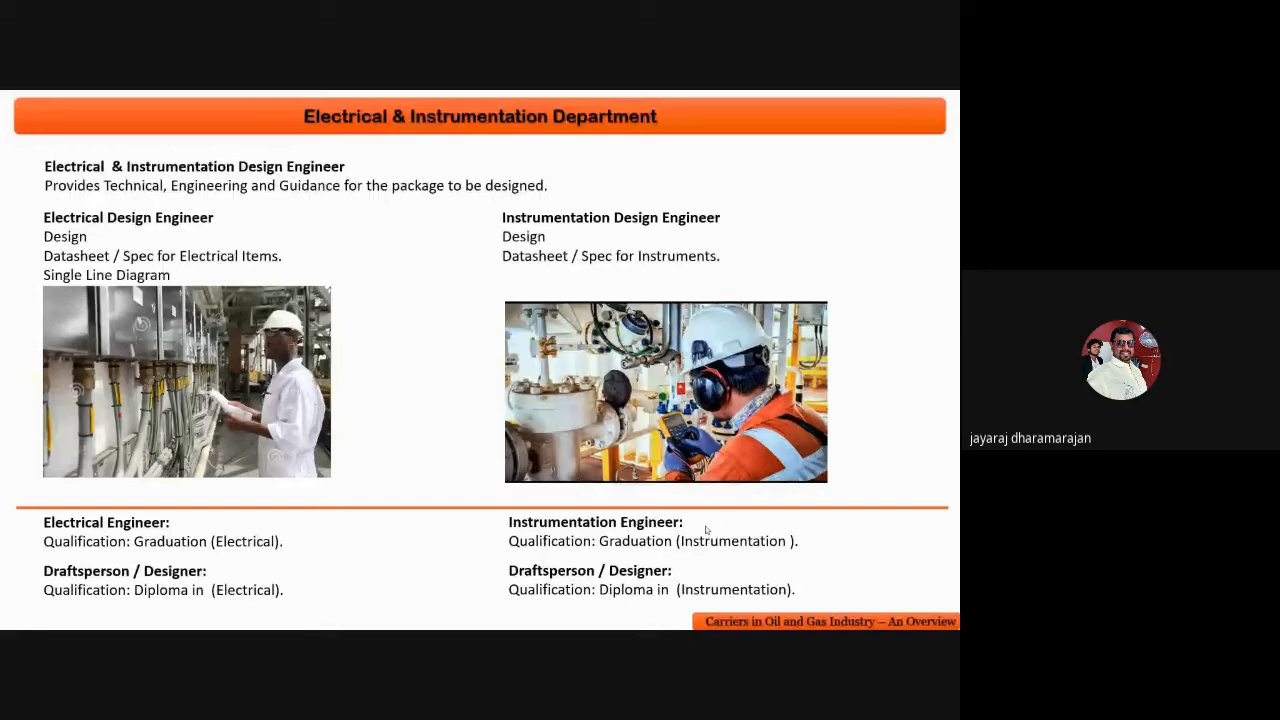 Electrical & Instrumentation Department
Electrical & Instrumentation Design Engineer
Provides Technical, Engineering and Guidance for the package to be designed.
Electrical Design Engineer
Design
Datasheet / Spec for Electrical Items.
Single Line Diagram
Instrumentation Design Engineer
Design
Datasheet / Spec for Instruments.
Electrical Engineer:
Qualification: Graduation (Electrical).
Draftsperson / Designer:
Qualification: Diploma in (Electrical).
Instrumentation Engineer:
Qualification: Graduation (Instrumentation ).
Draftsperson / Designer:
Qualification: Diploma in (Instrumentation).
Carriers in Oil and Gas Industry – An Overview
jayaraj dharamarajan